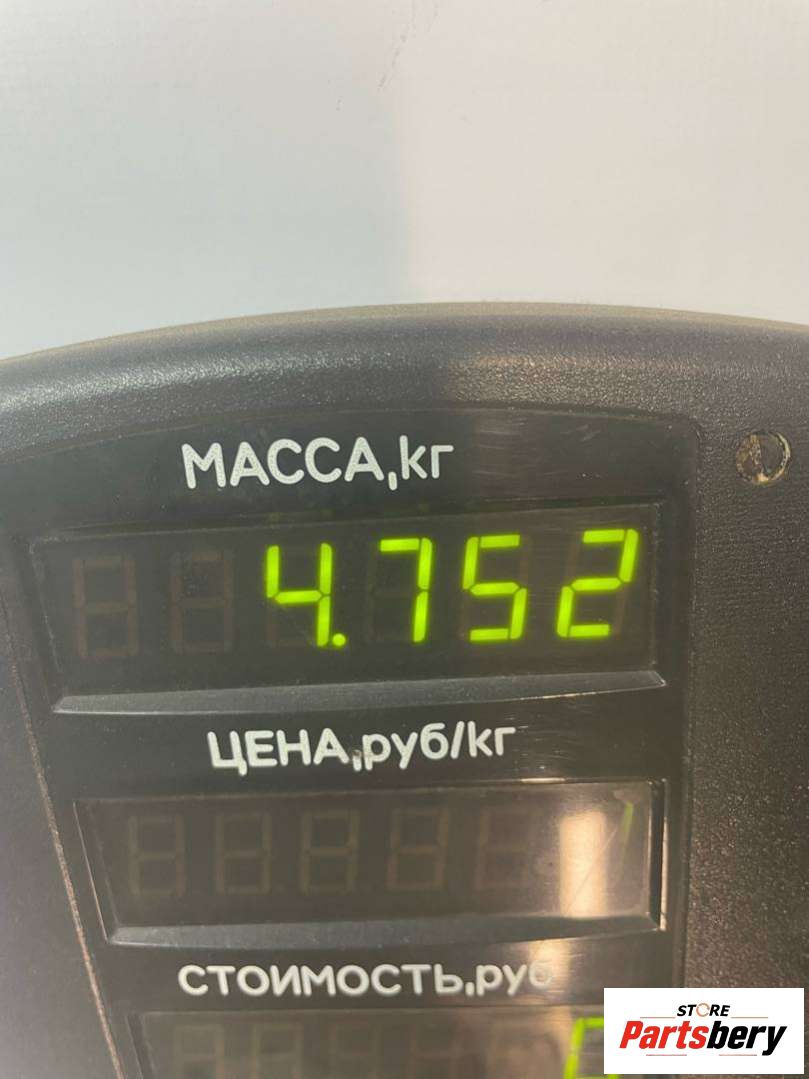 МАССА,кг
4.752
ЦЕНА,руб/кг
СТОИМОСТЬ,руб
STORE
Partsbery